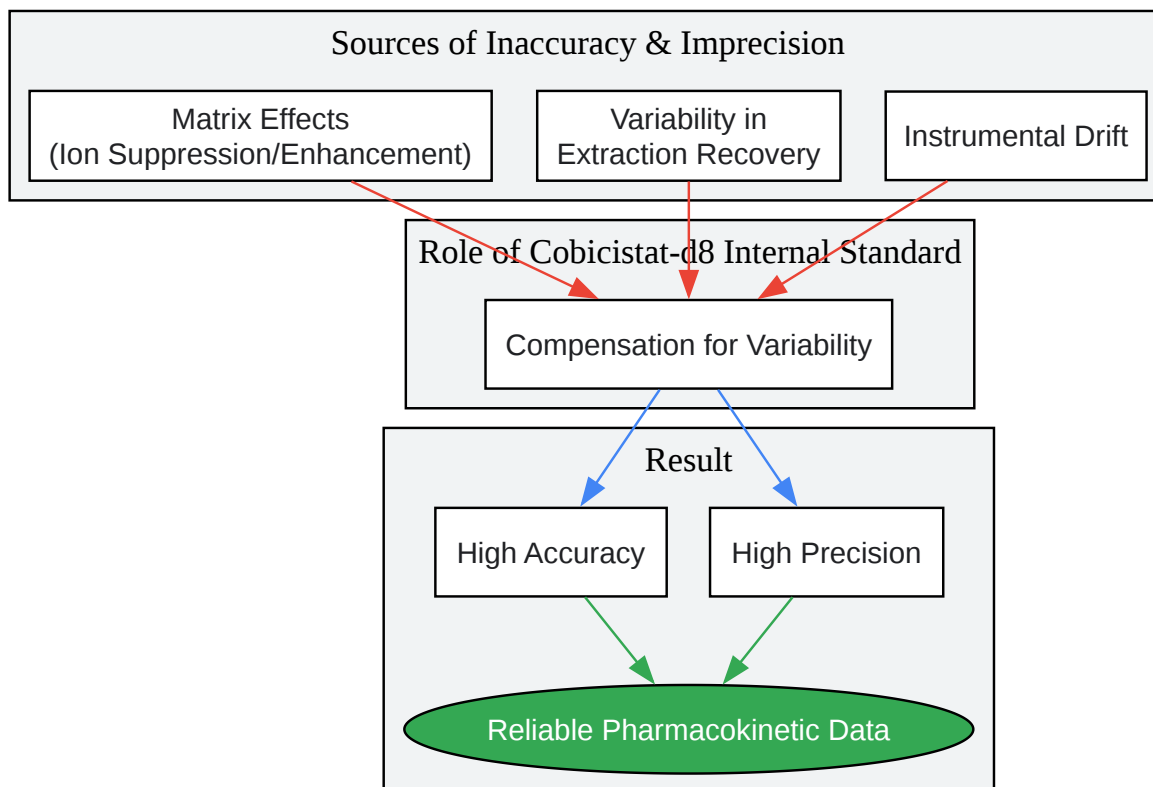 Sources of Inaccuracy & Imprecision
Matrix Effects
(Ion Suppression/Enhancement)
Variability in
Extraction Recovery
Instrumental Drift
Role of Cobicistat-d8 Internal Standard
Compensation for Variability
Result
High Accuracy
High Precision
Reliable Pharmacokinetic Data